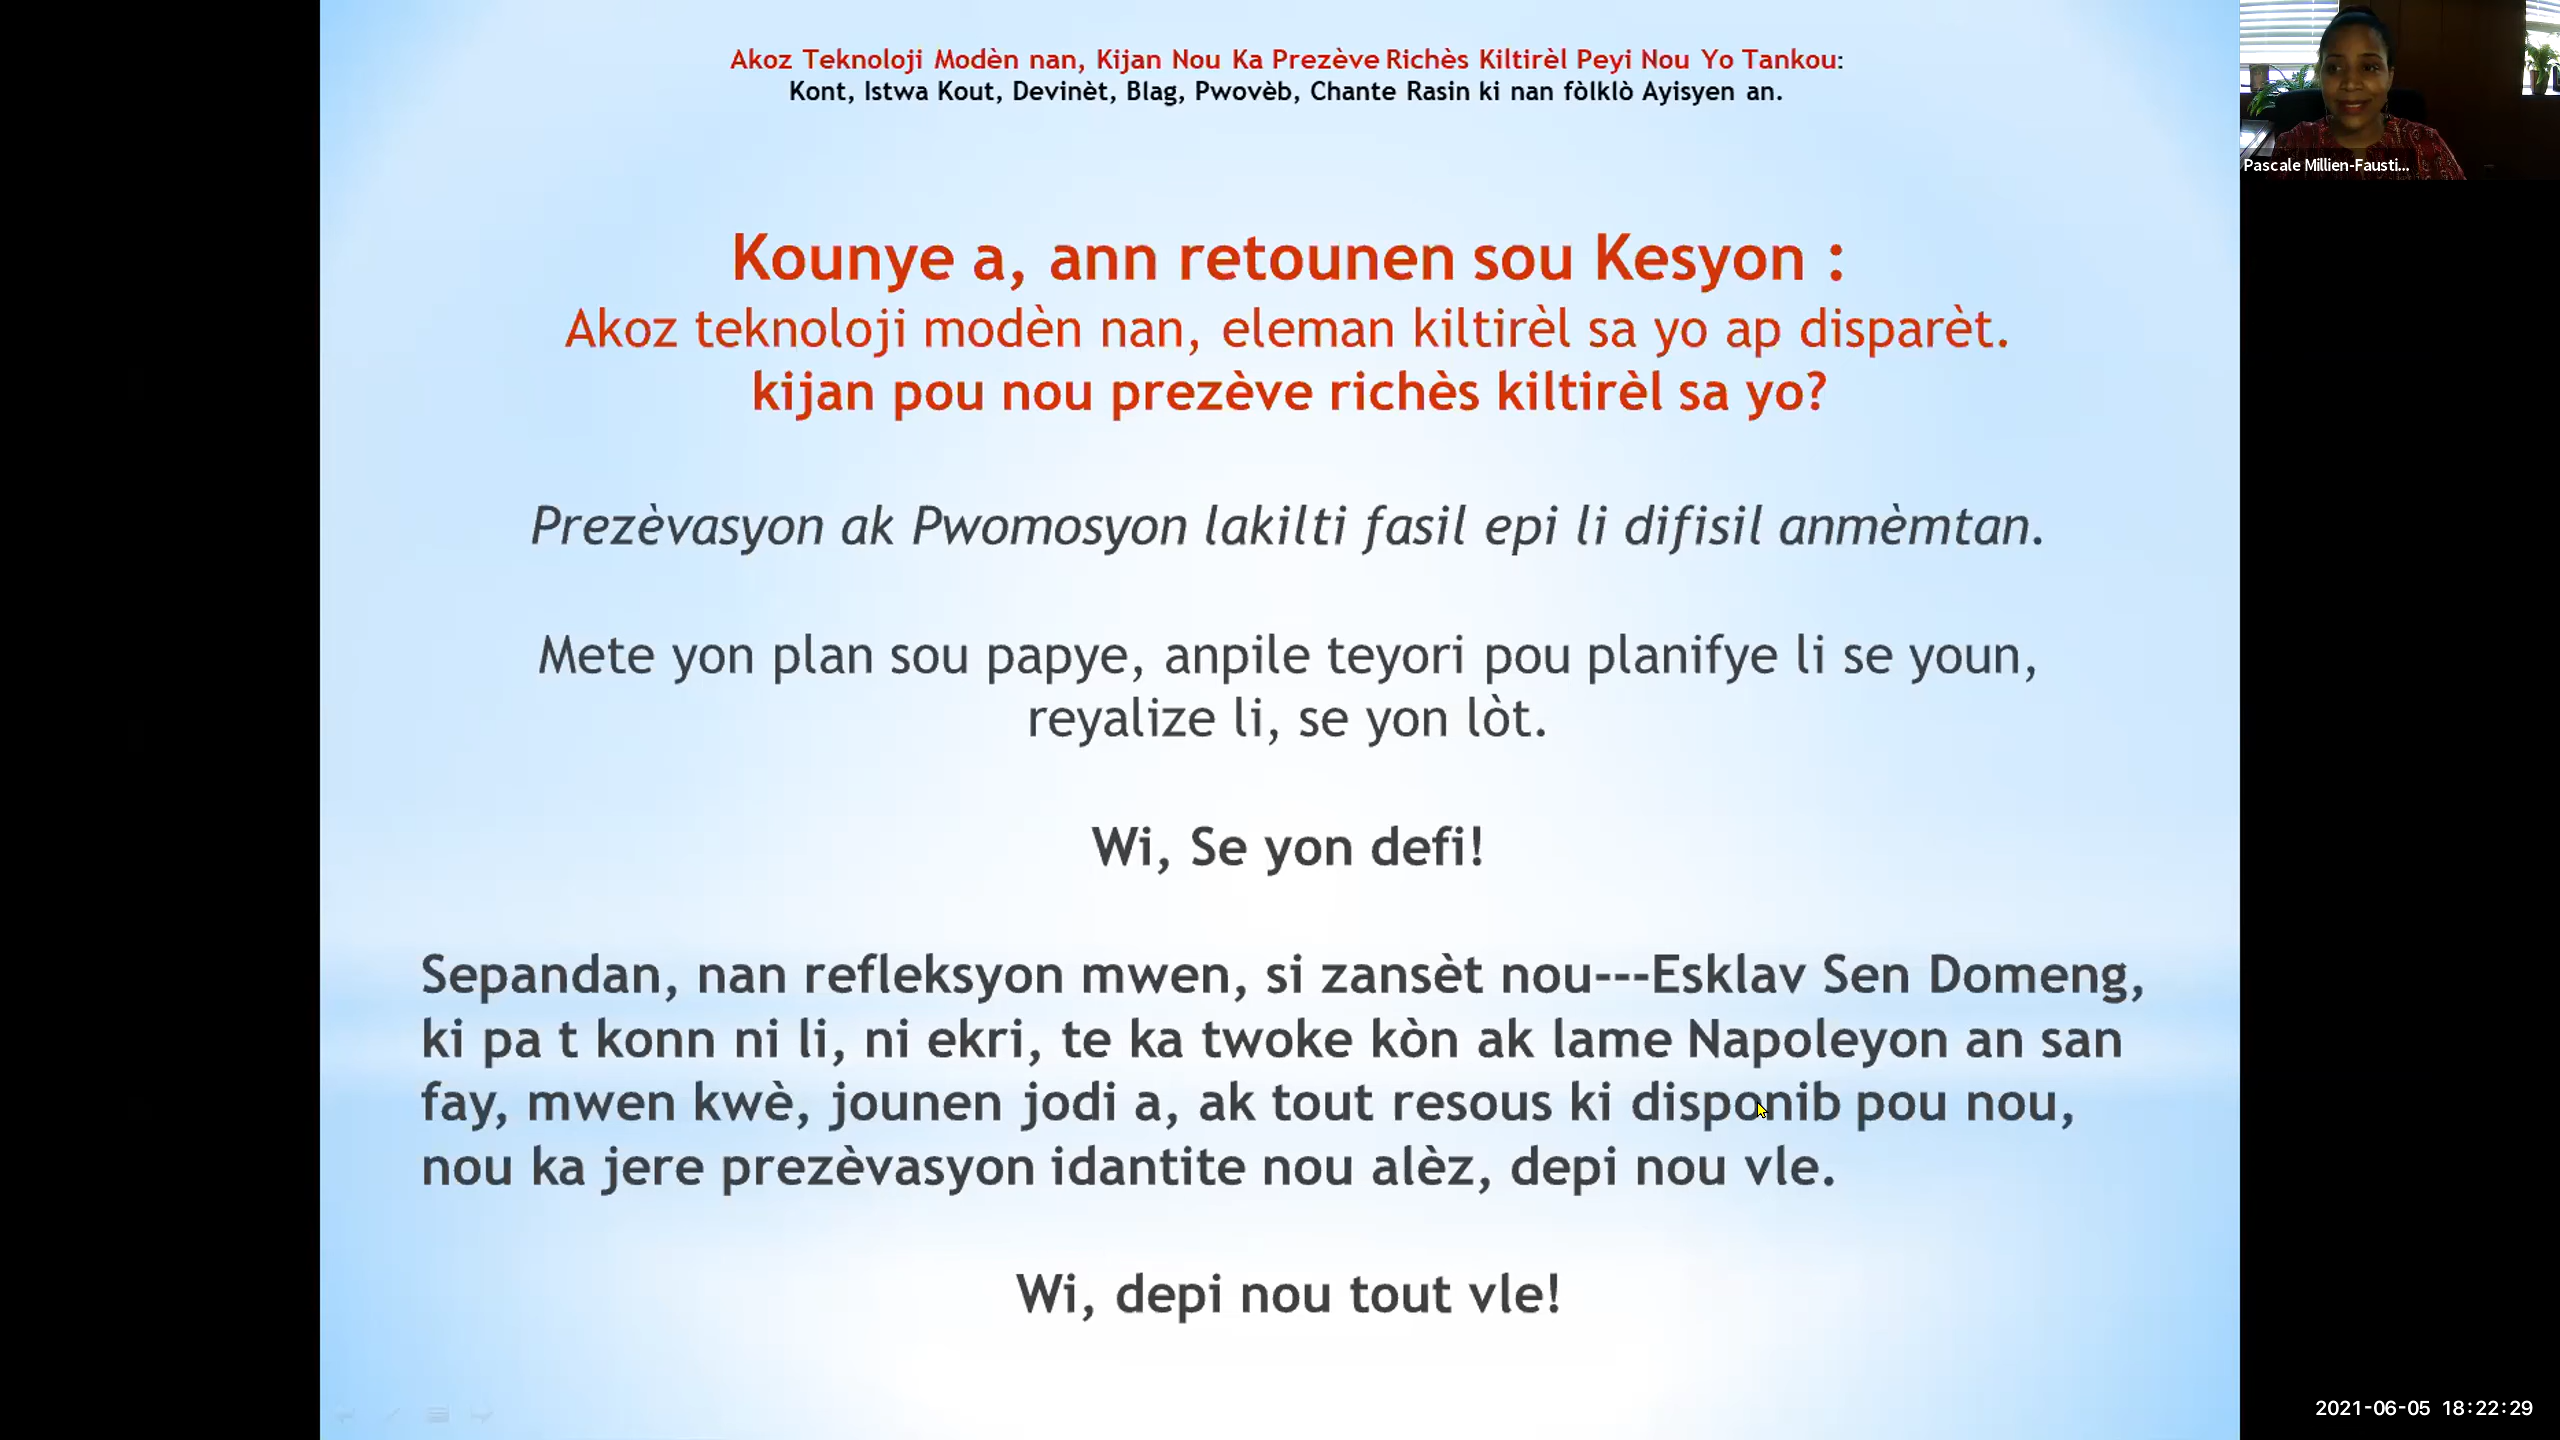 Akoz Teknoloji Modèn nan, Kijan Nou Ka Prezève Richès Kiltirèl Peyi Nou Yo Tankou:
Kont, Istwa Kout, Devinèt, Blag, Pwovèb, Chante Rasin ki nan fòlklò Ayisyen an.
Pascale Millien-Fausti...
Kounye a, ann retounen sou Kesyon :
Akoz teknoloji modèn nan, eleman kiltirèl sa yo ap disparèt.
kijan pou nou prezève richès kiltirèl sa yo?
Prezèvasyon ak Pwomosyon lakilti fasil epi li difisil anmèmtan.
Mete yon plan sou papye, anpile teyori pou planifye li se youn,
reyalize li, se yon lòt.
Wi, Se yon defi!
Sepandan, nan refleksyon mwen, si zansèt nou---Esklav Sen Domeng,
ki pa t konn ni li, ni ekri, te ka twoke kòn ak lame Napoleyon an san
fay, mwen kwè, jounen jodi a, ak tout resous ki disponib pou nou,
nou ka jere prezèvasyon idantite nou alèz, depi nou vle.
Wi, depi nou tout vle!
2021-06-05 18:22:29